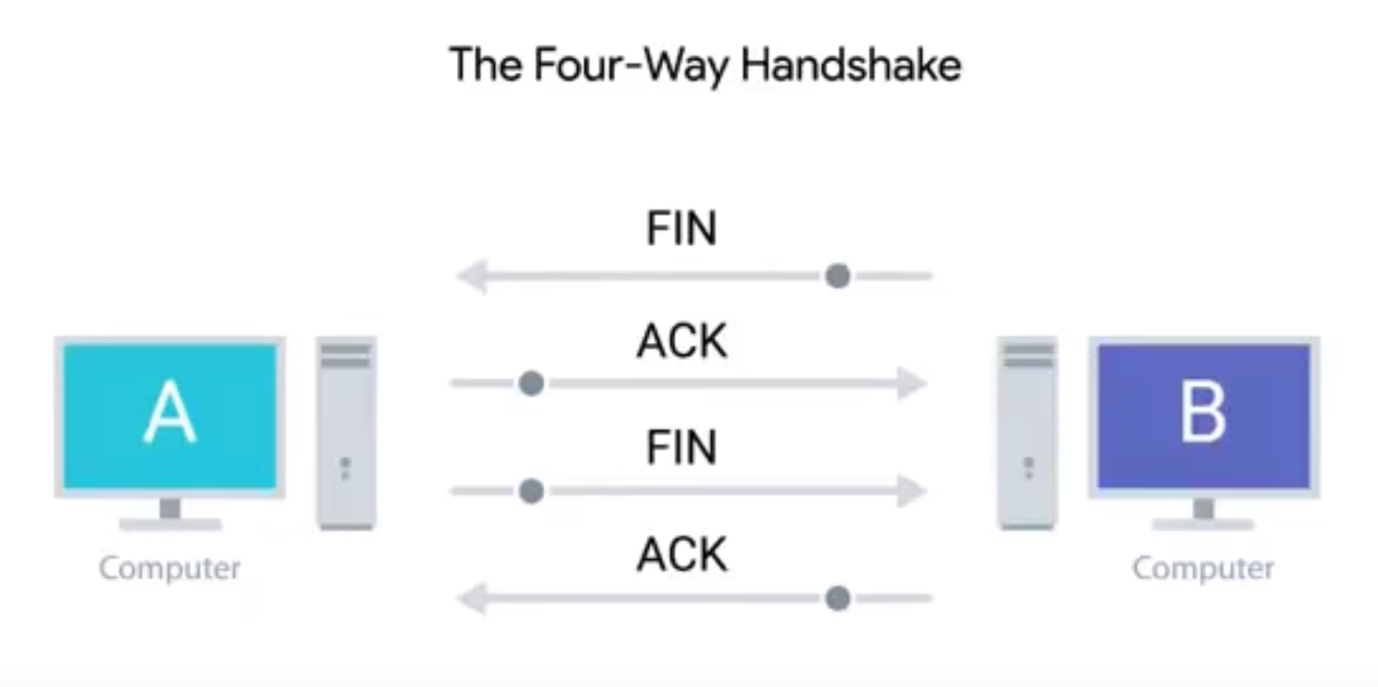 The Four-Way Handshake
FIN
ACK
FIN
ACK
A
Computer
B
Computer